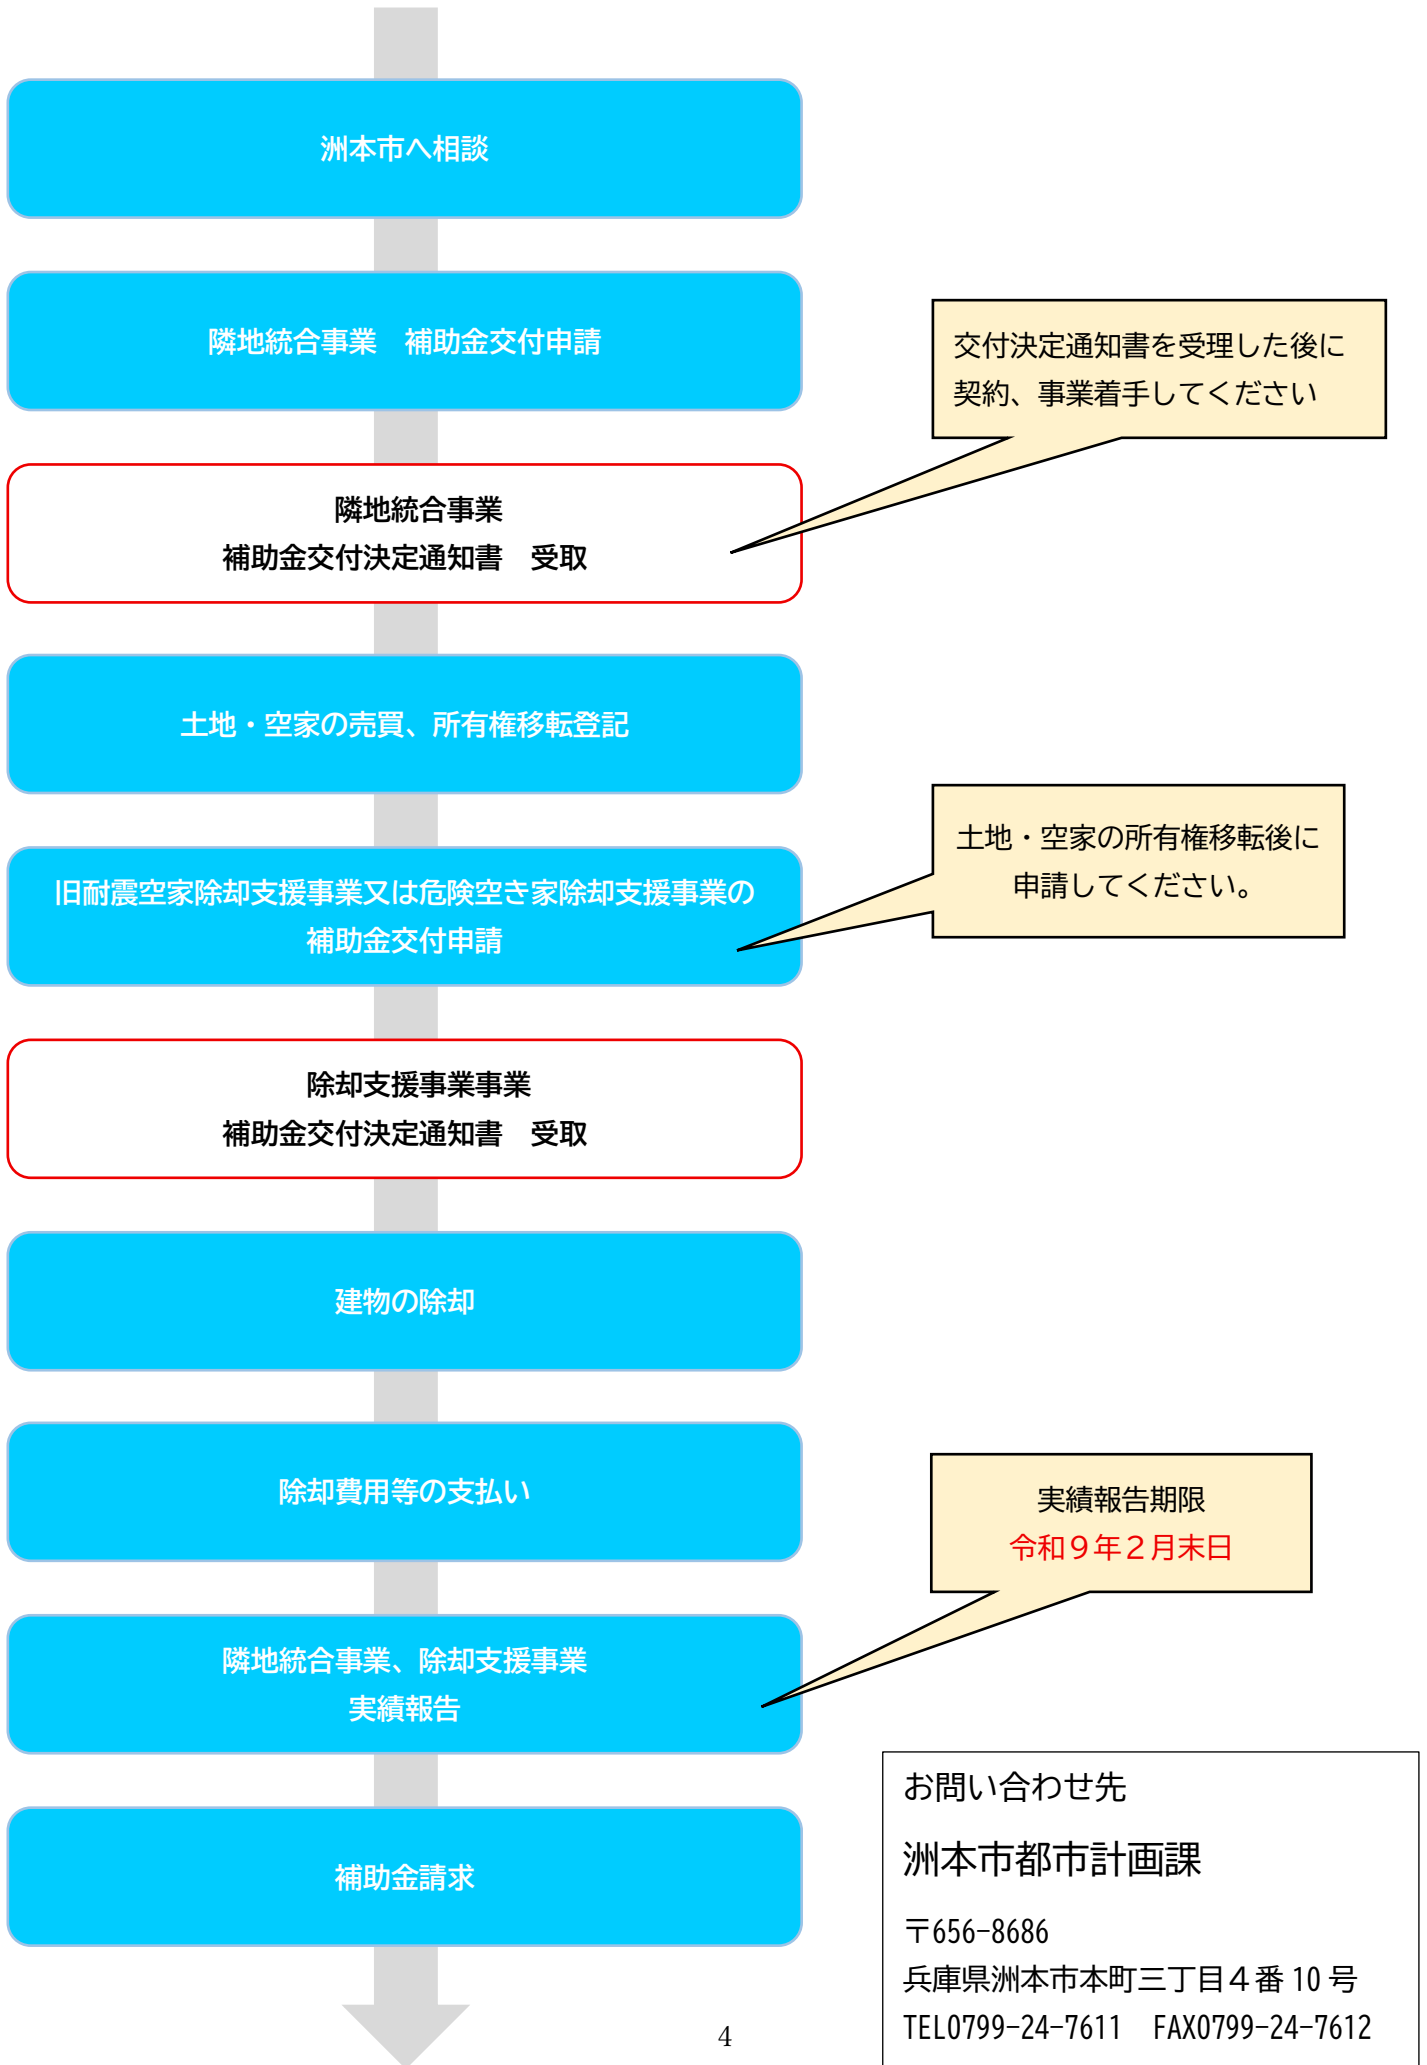 洲本市へ相談
隣地統合事業　補助金交付申請
交付決定通知書を受理した後に
契約、事業着手してください
隣地統合事業
補助金交付決定通知書　受取
土地・空家の売買、所有権移転登記
土地・空家の所有権移転後に
申請してください。
旧耐震空家除却支援事業又は危険空き家除却支援事業の
補助金交付申請
除却支援事業事業
補助金交付決定通知書　受取
建物の除却
除却費用等の支払い
実績報告期限
令和９年２月末日
隣地統合事業、除却支援事業
実績報告
補助金請求
お問い合わせ先
洲本市都市計画課
〒656-8686
兵庫県洲本市本町三丁目４番 10 号
TEL0799-24-7611　FAX0799-24-7612
4